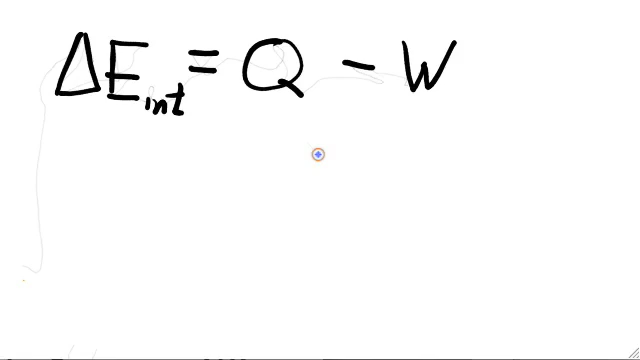 ΔE_int = Q - W